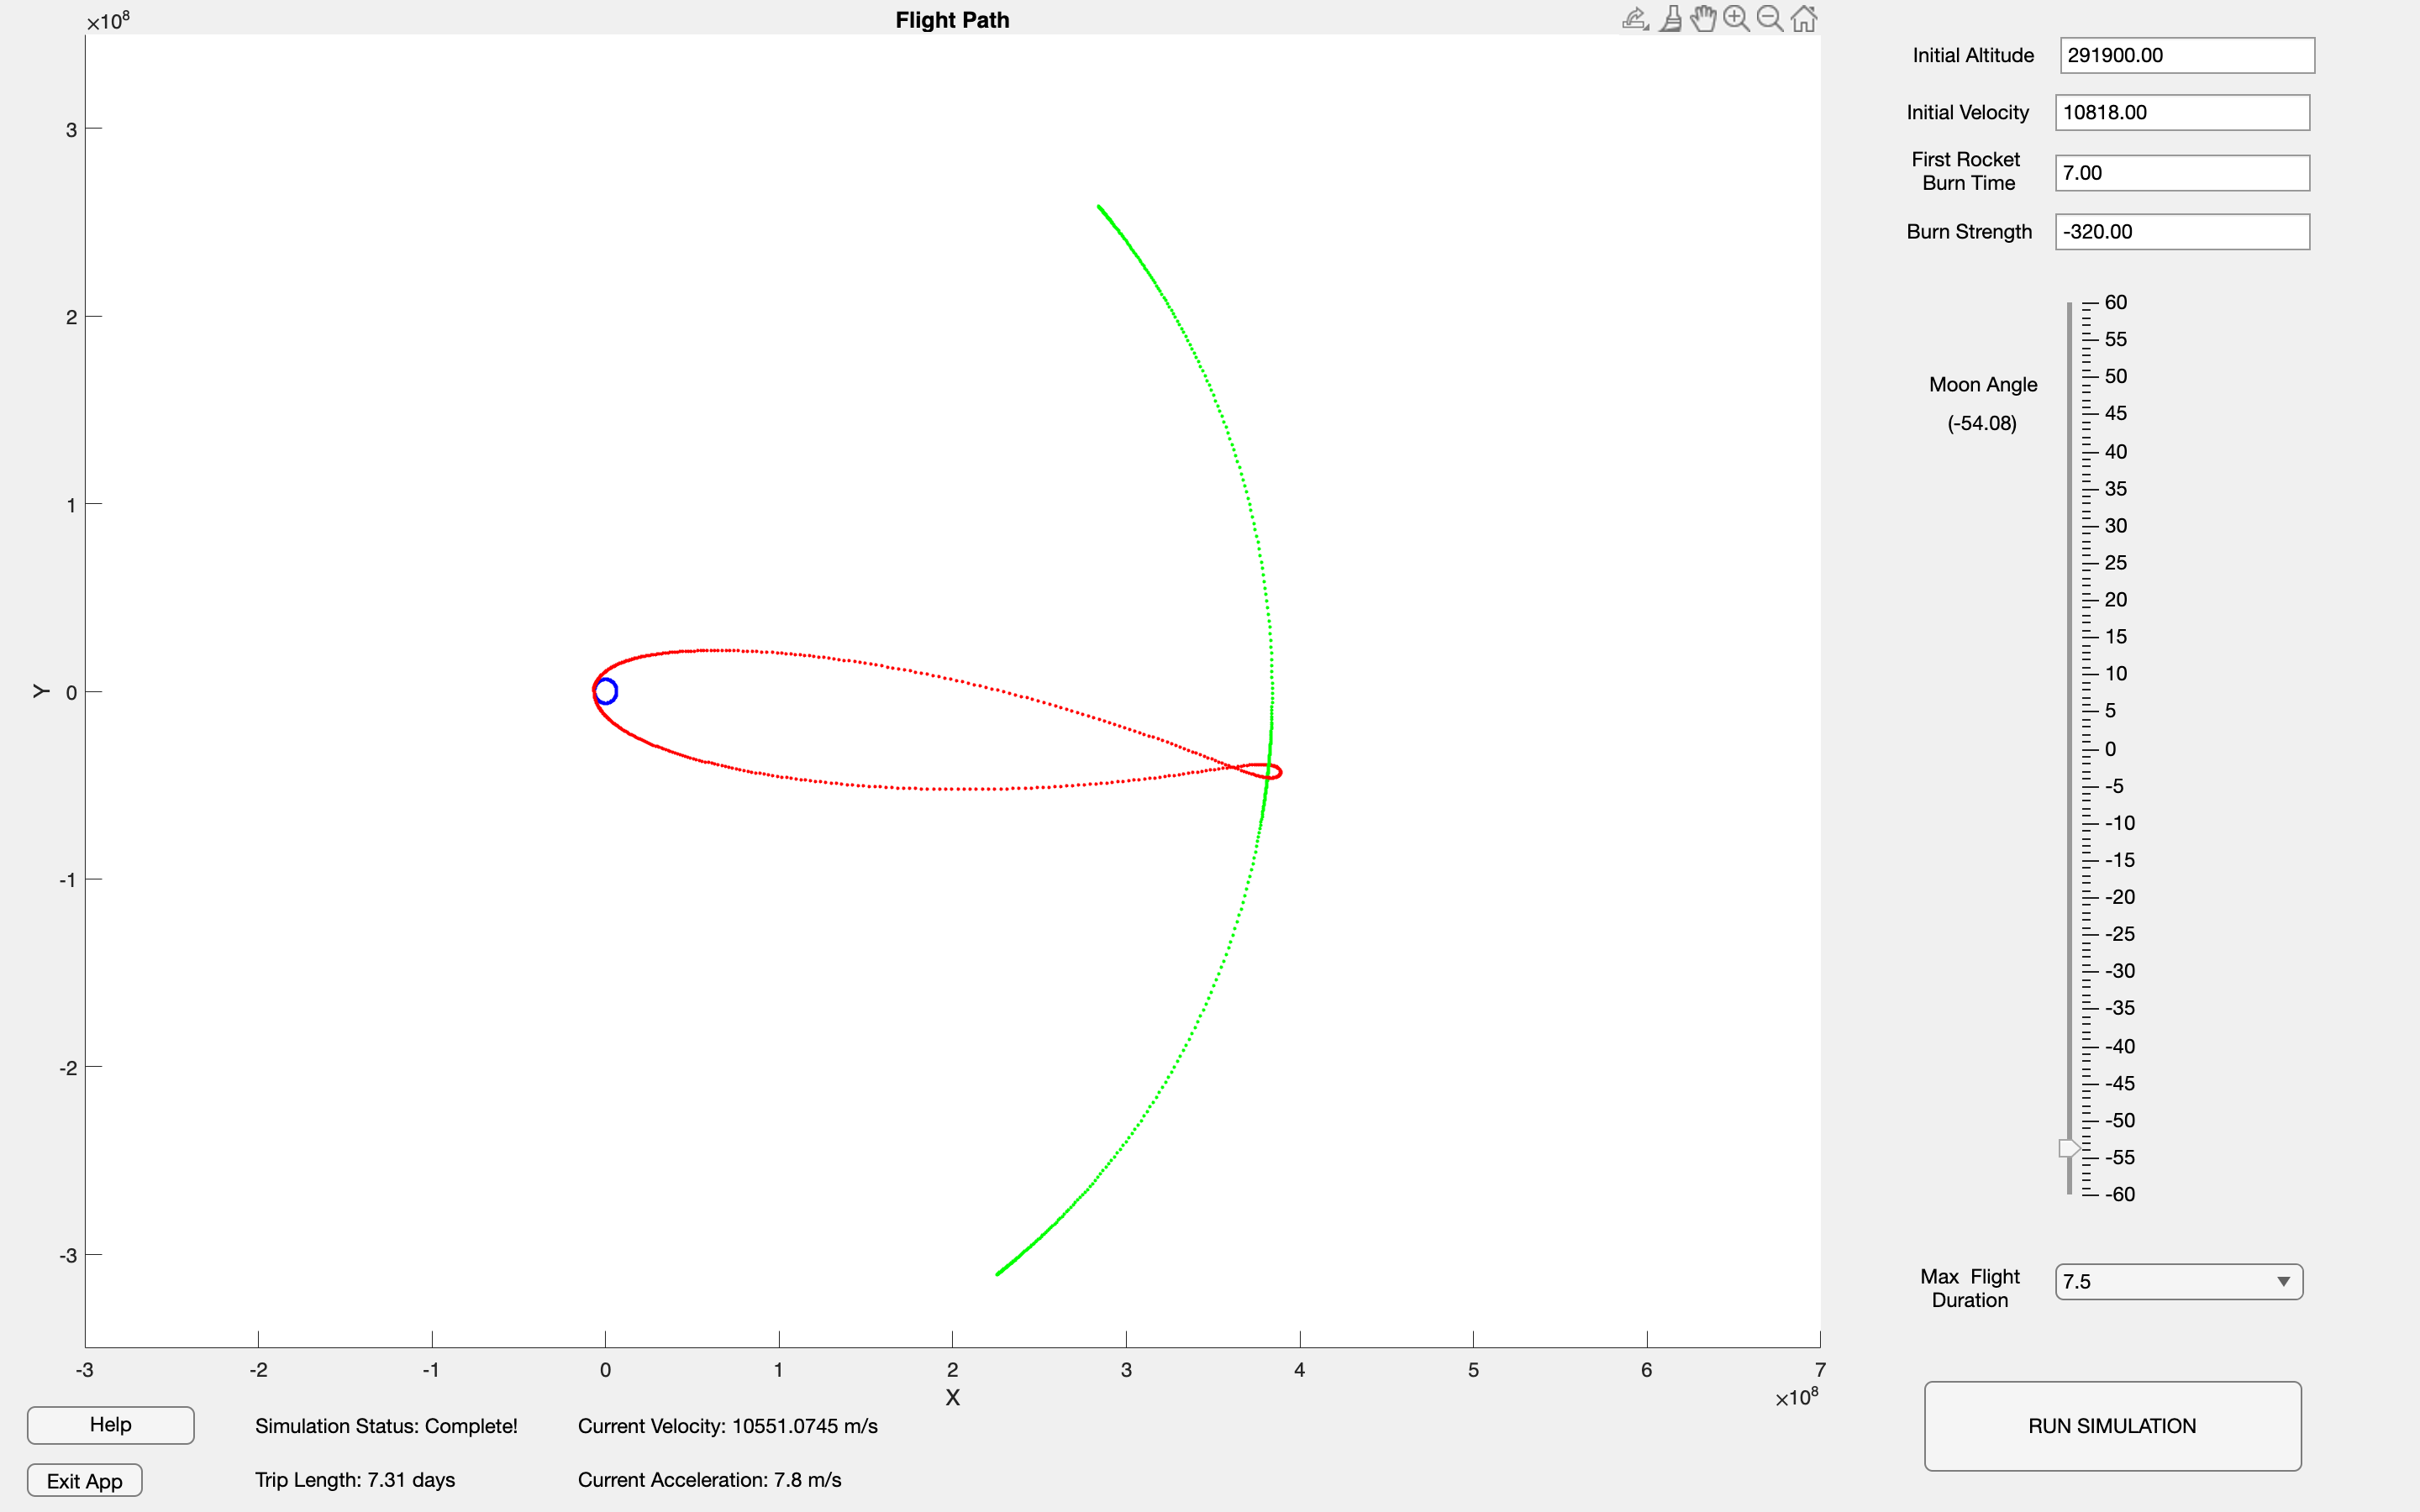 ×10⁸
Flight Path
3
2
1
0
-1
-2
-3
Y
-3 -2 -1 0 1 2 3 4 5 6 7
X
×10⁸
Initial Altitude 291900.00
Initial Velocity 10818.00
First Rocket
Burn Time
7.00
Burn Strength -320.00
Moon Angle
(-54.08)
60
55
50
45
40
35
30
25
20
15
10
5
0
-5
-10
-15
-20
-25
-30
-35
-40
-45
-50
-55
-60
Max Flight
Duration
7.5
Help
Simulation Status: Complete!
Current Velocity: 10551.0745 m/s
RUN SIMULATION
Exit App
Trip Length: 7.31 days
Current Acceleration: 7.8 m/s